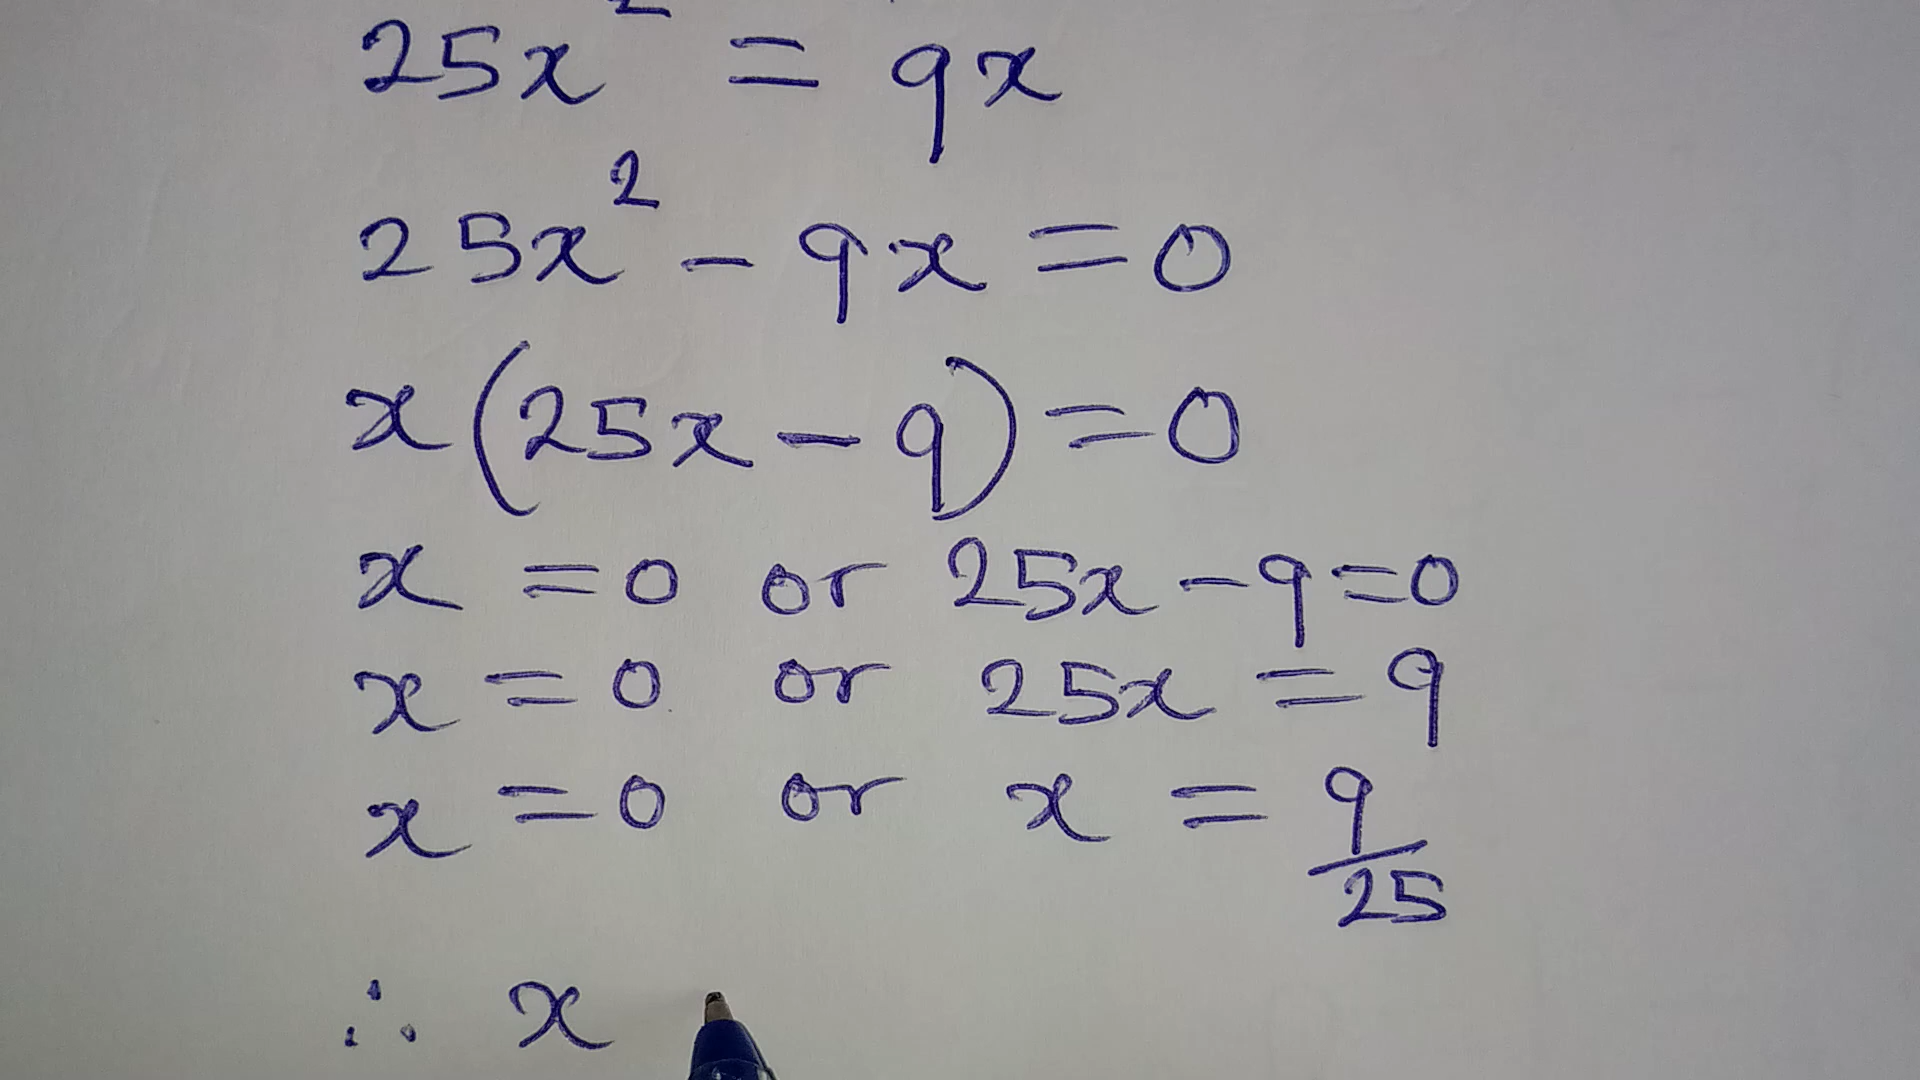 25x² = 9x
25x² - 9x = 0
x(25x - 9) = 0
x = 0 or 25x - 9 = 0
x = 0 or 25x = 9
x = 0 or x = 9/25
∴ x